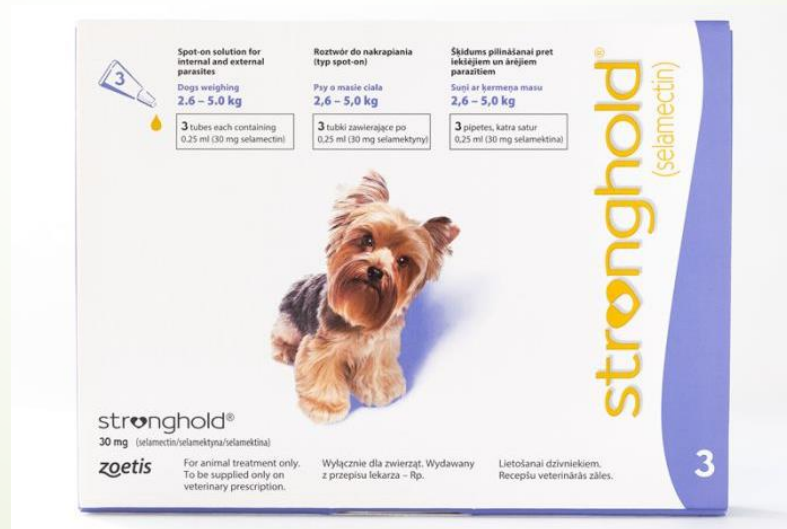 3
Spot-on solution for
internal and external
parasites
Dogs weighing
2.6 – 5.0 kg
3 tubes each containing
0.25 ml (30 mg selamectin)
Roztwór do nakrapiania
(typ spot-on)
Psy o masie ciała
2,6 – 5,0 kg
3 tubki zawierające po
0,25 ml (30 mg selamektyny)
Šķidums pilināšanai pret
iekšējiem un ārējiem
parazītiem
Suņi ar ķermeņa masu
2,6 – 5,0 kg
3 pipetes, katra satur
0,25 ml (30 mg selamektīna)
stronghold®
(selamectin)
stronghold®
30 mg (selamectin/selamektyna/selamektīna)
zoetis
For animal treatment only.
To be supplied only on
veterinary prescription.
Wyłącznie dla zwierząt. Wydawany
z przepisu lekarza – Rp.
Lietošanai dzīvniekiem.
Recepšu veterinārās zāles.
3